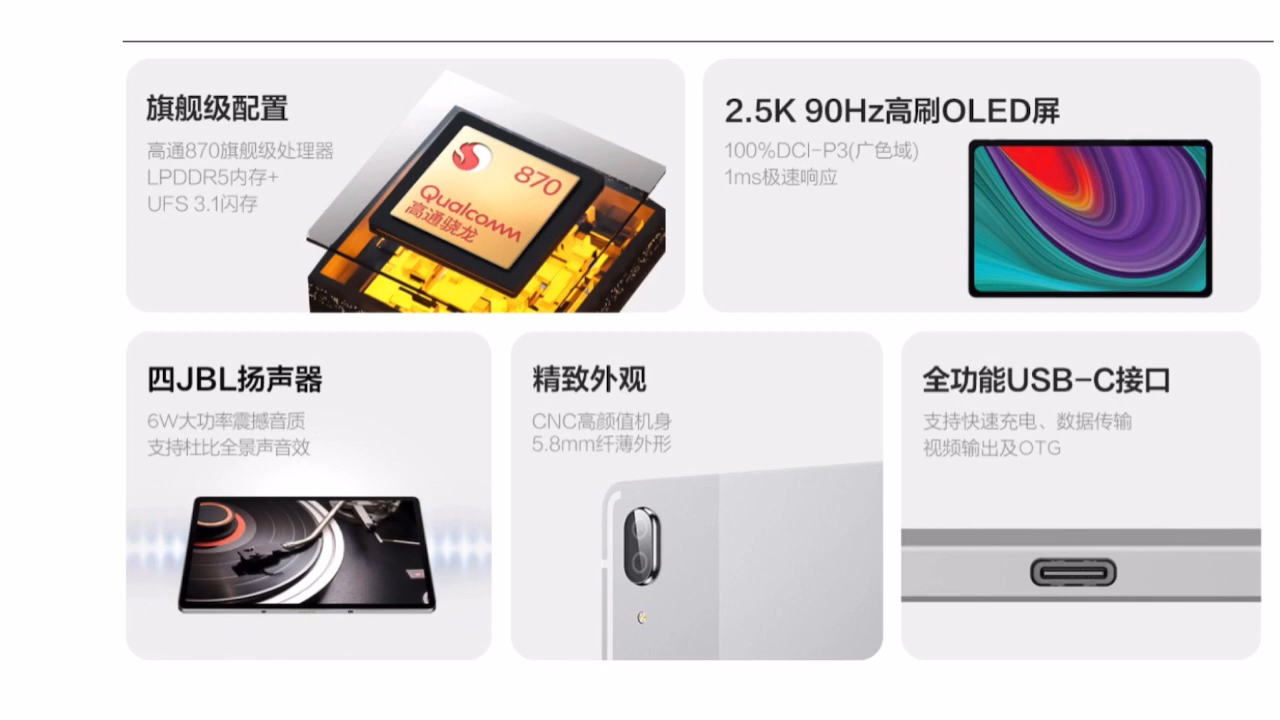 旗舰级配置
高通870旗舰级处理器
LPDDR5内存+
UFS 3.1闪存
870
Qualcomm
高通骁龙
2.5K 90Hz高刷OLED屏
100%DCI-P3(广色域)
1ms极速响应
四JBL扬声器
6W大功率震撼音质
支持杜比全景声音效
精致外观
CNC高颜值机身
5.8mm纤薄外形
全功能USB-C接口
支持快速充电、数据传输
视频输出及OTG